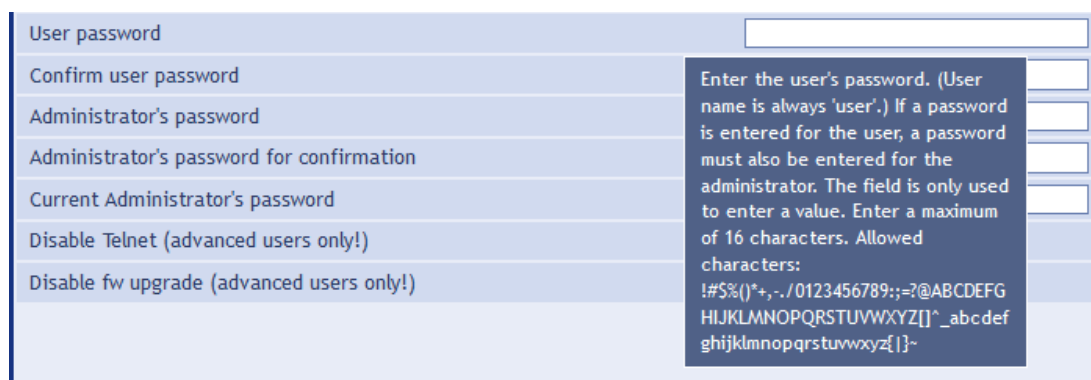 User password
Confirm user password
Administrator's password
Administrator's password for confirmation
Current Administrator's password
Disable Telnet (advanced users only!)
Disable fw upgrade (advanced users only!)
Enter the user's password. (User
name is always 'user'.) If a password
is entered for the user, a password
must also be entered for the
administrator. The field is only used
to enter a value. Enter a maximum
of 16 characters. Allowed
characters:
!#$%()*+,-./0123456789:;=?@ABCDEFG
HIJKLMNOPQRSTUVWXYZ[]^_abcdef
ghijklmnopqrstuvwxyz{|}~